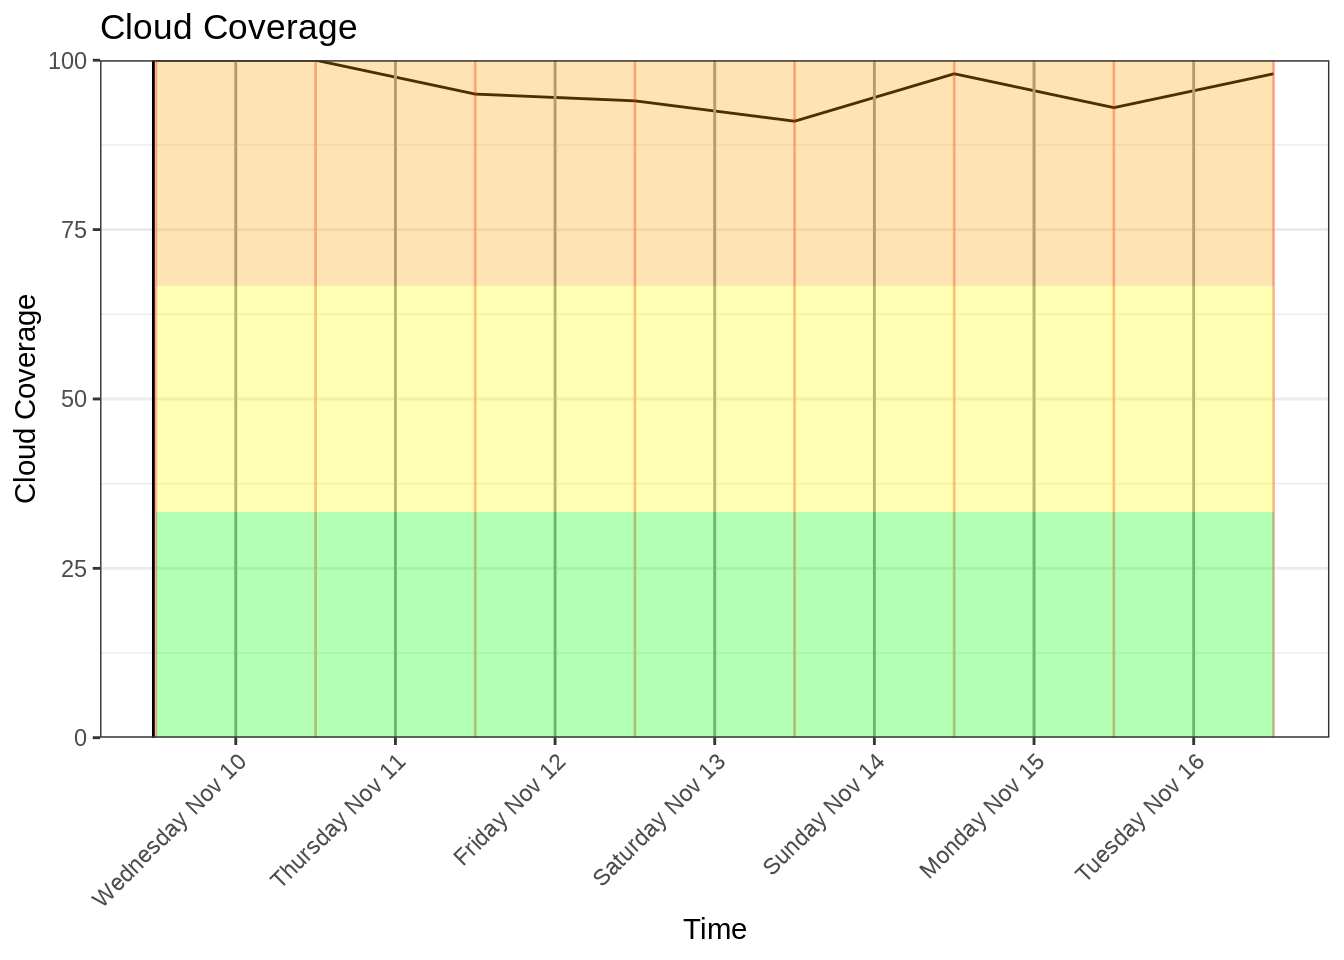 Cloud Coverage
100
75
50
25
0
Cloud Coverage
Wednesday Nov 10
Thursday Nov 11
Friday Nov 12
Saturday Nov 13
Sunday Nov 14
Monday Nov 15
Tuesday Nov 16
Time